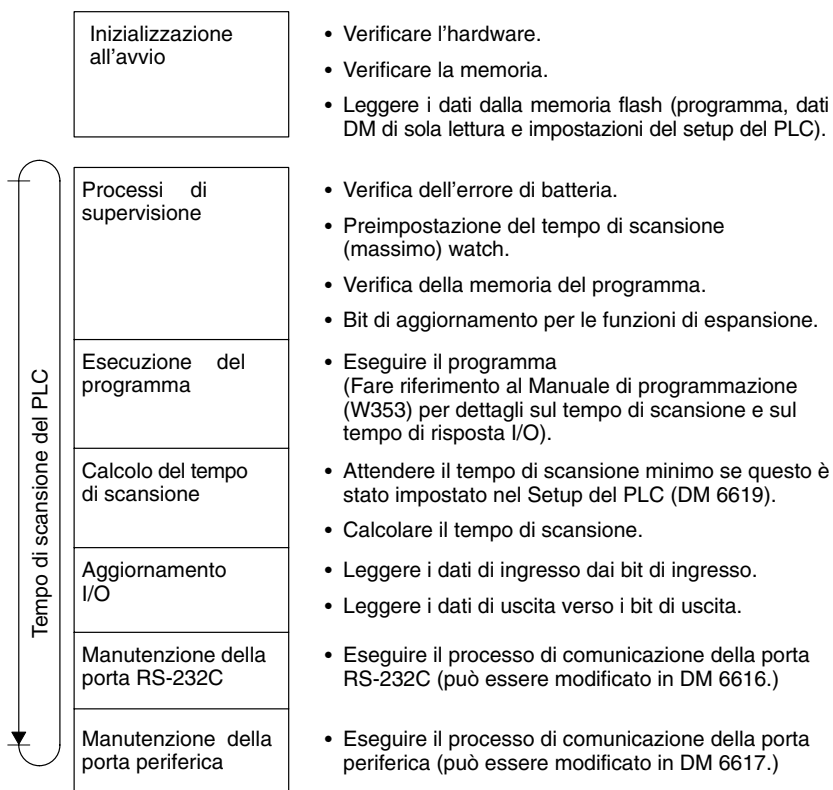 Inizializzazione
all'avvio
• Verificare l'hardware.
• Verificare la memoria.
• Leggere i dati dalla memoria flash (programma, dati
DM di sola lettura e impostazioni del setup del PLC).
Tempo di scansione del PLC
Processi di
supervisione
• Verifica dell'errore di batteria.
• Preimpostazione del tempo di scansione
(massimo) watch.
• Verifica della memoria del programma.
• Bit di aggiornamento per le funzioni di espansione.
Esecuzione del
programma
• Eseguire il programma
(Fare riferimento al Manuale di programmazione
(W353) per dettagli sul tempo di scansione e sul
tempo di risposta I/O).
Calcolo del tempo
di scansione
• Attendere il tempo di scansione minimo se questo è
stato impostato nel Setup del PLC (DM 6619).
• Calcolare il tempo di scansione.
Aggiornamento
I/O
• Leggere i dati di ingresso dai bit di ingresso.
• Leggere i dati di uscita verso i bit di uscita.
Manutenzione della
porta RS-232C
• Eseguire il processo di comunicazione della porta
RS-232C (può essere modificato in DM 6616.)
Manutenzione della
porta periferica
• Eseguire il processo di comunicazione della porta
periferica (può essere modificato in DM 6617.)